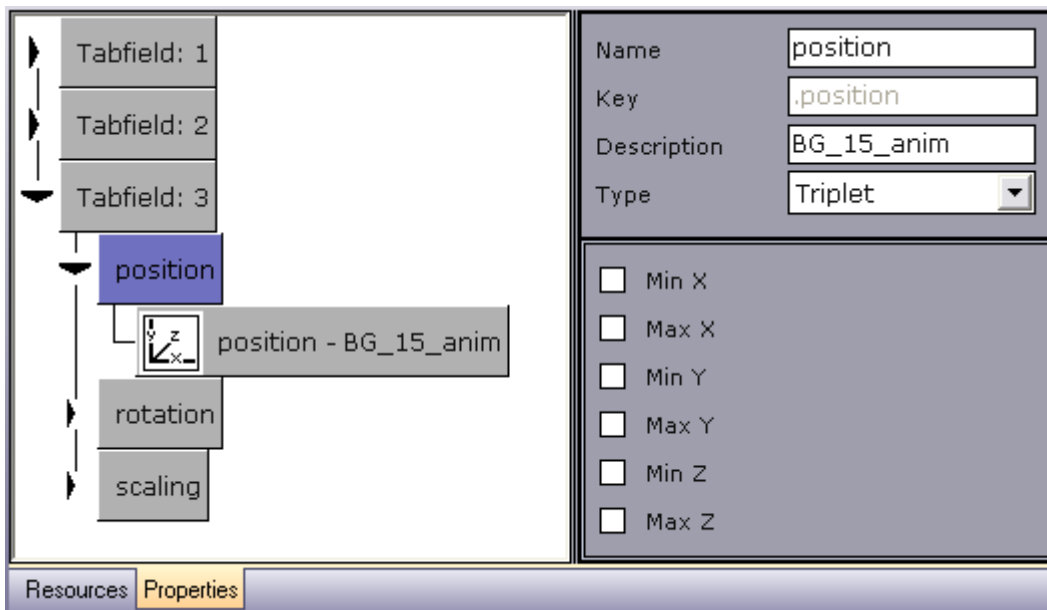 Tabfield: 1
Tabfield: 2
Tabfield: 3
position
y z x
position - BG_15_anim
rotation
scaling
Name position
Key .position
Description BG_15_anim
Type Triplet
Min X
Max X
Min Y
Max Y
Min Z
Max Z
Resources Properties